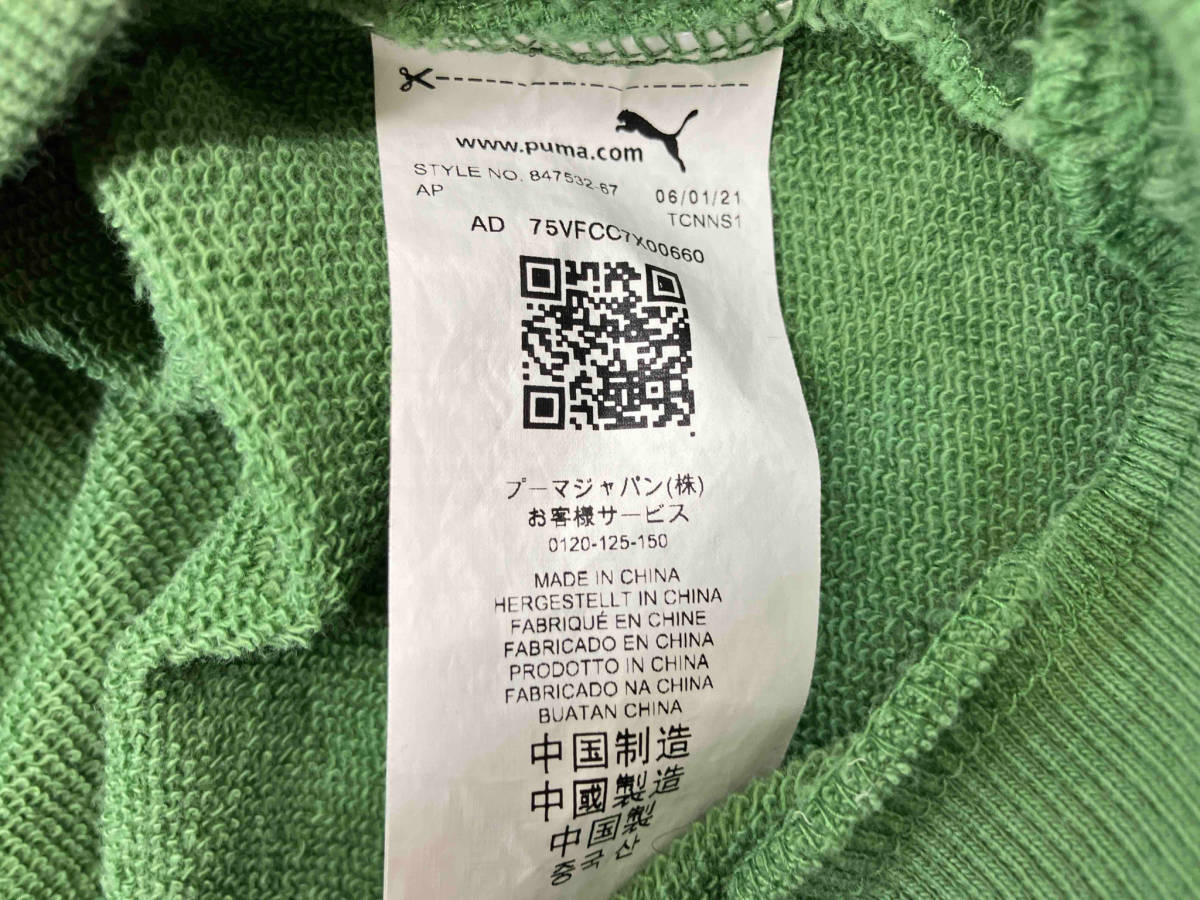 www.puma.com
STYLE NO. 847532-67 06/01/21
AP TCNNS1
AD 75VFCC7X00660
プーマジャパン(株)
お客様サービス
0120-125-150
MADE IN CHINA
HERGESTELLT IN CHINA
FABRIQUÉ EN CHINE
FABRICADO EN CHINA
PRODOTTO IN CHINA
FABRICADO NA CHINA
BUATAN CHINA
中国制造
中國製造
中国製
중국산